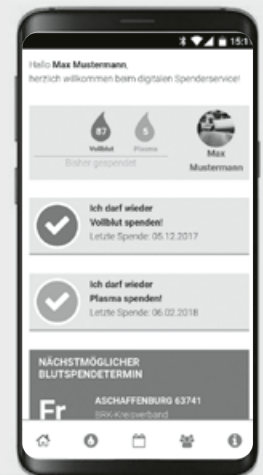 15:1
Hallo Max Mustermann,
herzlich willkommen beim digitalen Spenderservice!
87
5
Vollblut
Plasma
Bisher gespendet
Max
Mustermann
Ich darf wieder
Vollblut spenden!
Letzte Spende: 05.12.2017
Ich darf wieder
Plasma spenden!
Letzte Spende: 06.02.2018
NÄCHSTMÖGLICHER
BLUTSPENDETERMIN
Fr
ASCHAFFENBURG 63741
BRK-Kreisverband